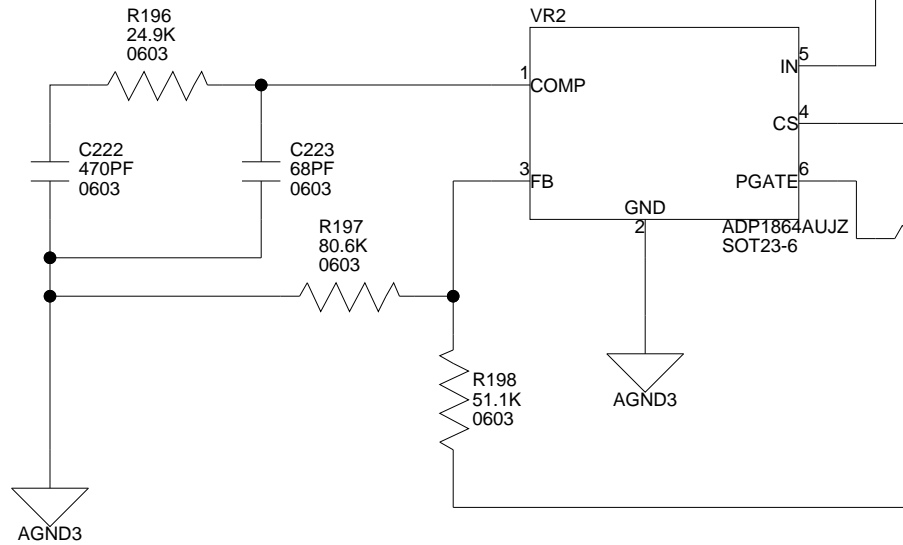 R196
24.9K
0603
VR2
1
COMP
5
IN
4
CS
C222
470PF
0603
C223
68PF
0603
3
FB
6
PGATE
GND
2
ADP1864AUJZ
SOT23-6
R197
80.6K
0603
R198
51.1K
0603
AGND3
AGND3